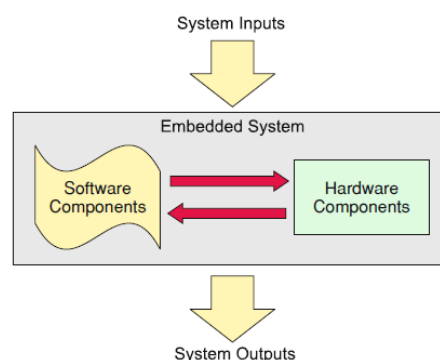 System Inputs
Embedded System
Software
Components
Hardware
Components
System Outputs